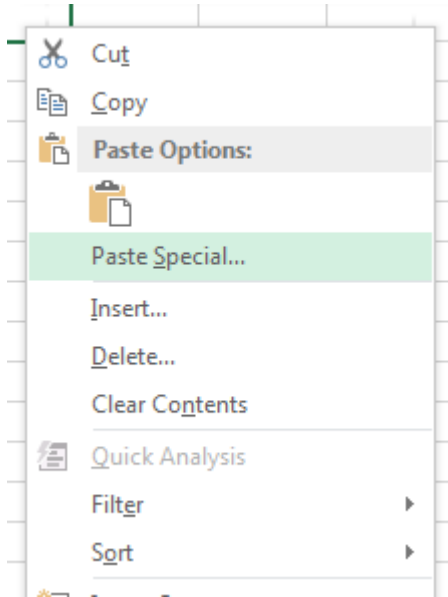 Cut
Copy
Paste Options:
Paste Special...
Insert...
Delete...
Clear Contents
Quick Analysis
Filter
Sort